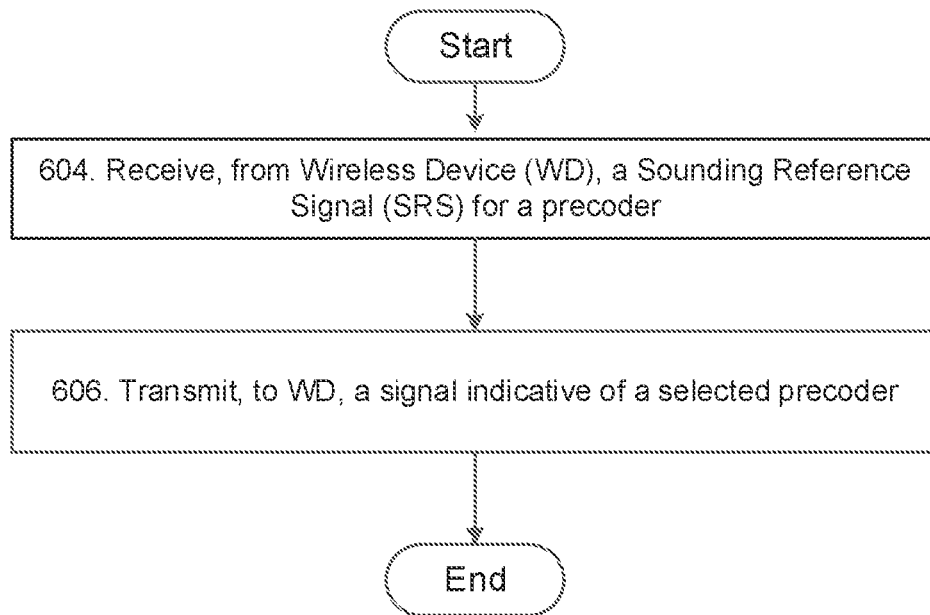 Start
604. Receive, from Wireless Device (WD), a Sounding Reference
Signal (SRS) for a precoder
606. Transmit, to WD, a signal indicative of a selected precoder
End